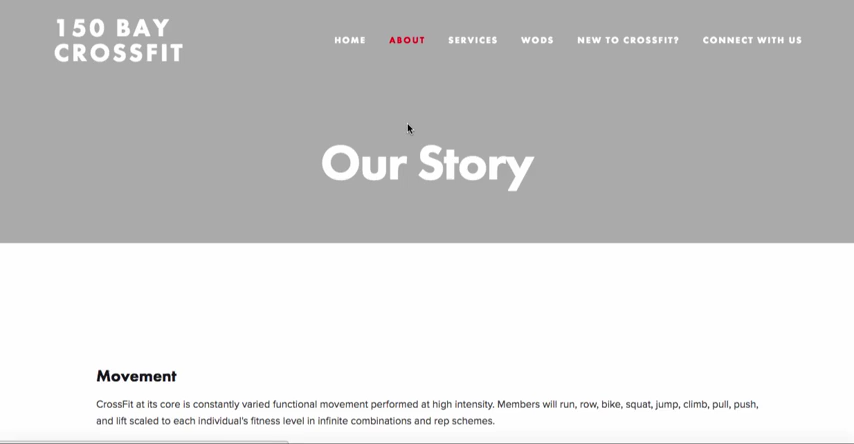 150 BAY
CROSSFIT
HOME ABOUT SERVICES WODS NEW TO CROSSFIT? CONNECT WITH US
Our Story
Movement
CrossFit at its core is constantly varied functional movement performed at high intensity. Members will run, row, bike, squat, jump, climb, pull, push,
and lift scaled to each individual's fitness level in infinite combinations and rep schemes.